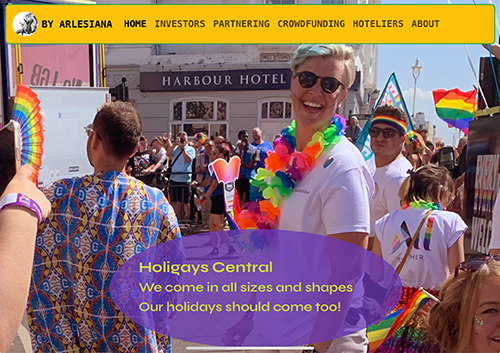 BY ARLESIANA HOME INVESTORS PARTNERING CROWDFUNDING HOTELIERS ABOUT
HARBOUR HOTEL
Holigays Central
We come in all sizes and shapes
Our holidays should come too!